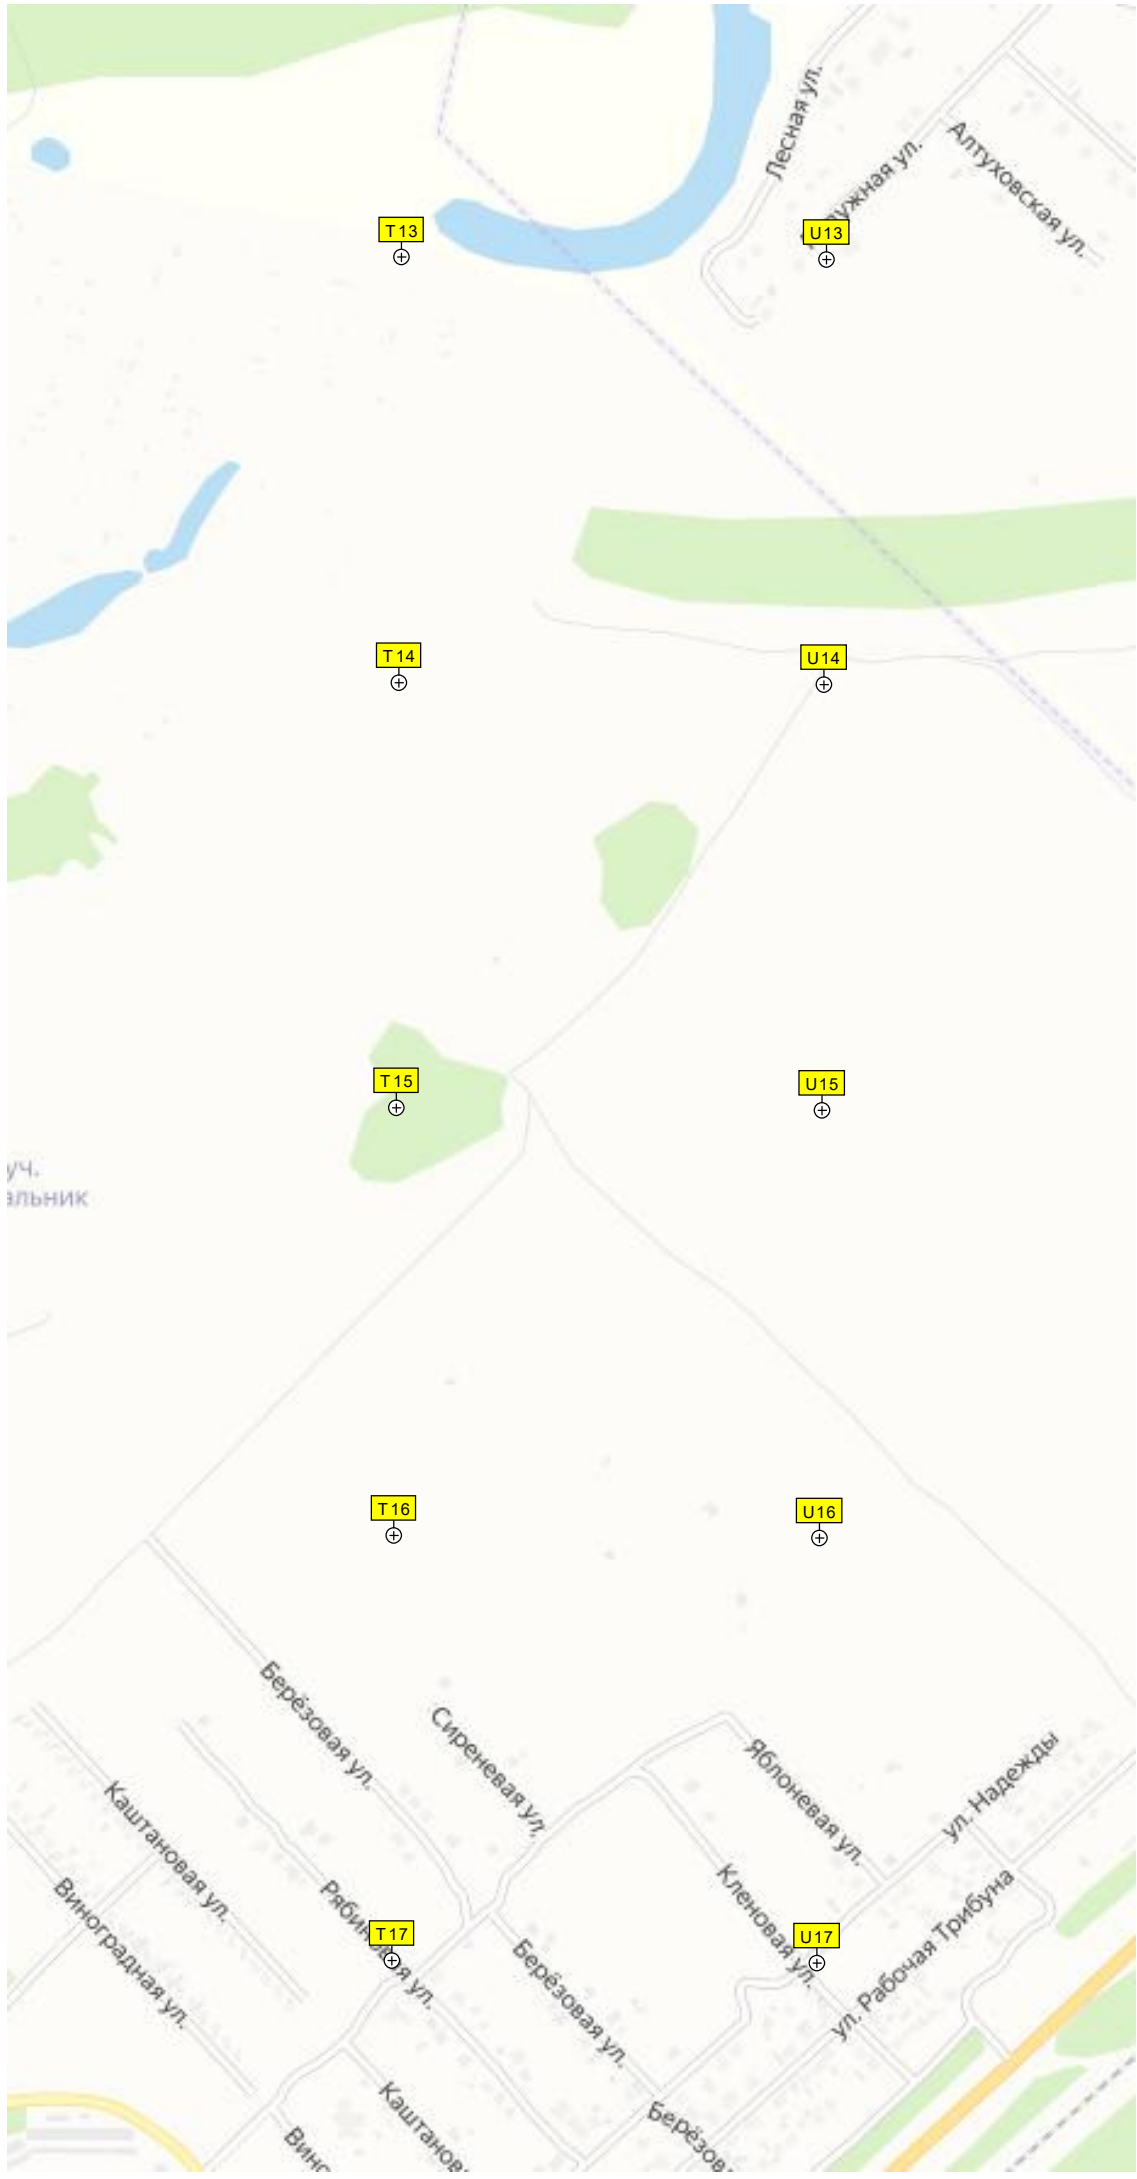 Лесная ул.
Алтуховская ул.
T13
U13
T14
U14
T15
U15
T16
U16
Берёзовая ул.
Сиреневая ул.
Яблоневая ул.
ул. Надежды
Каштановая ул.
Виноградная ул.
Кленовая ул.
ул. Рабочая Трибуна
T17
U17
Берёзовая ул.